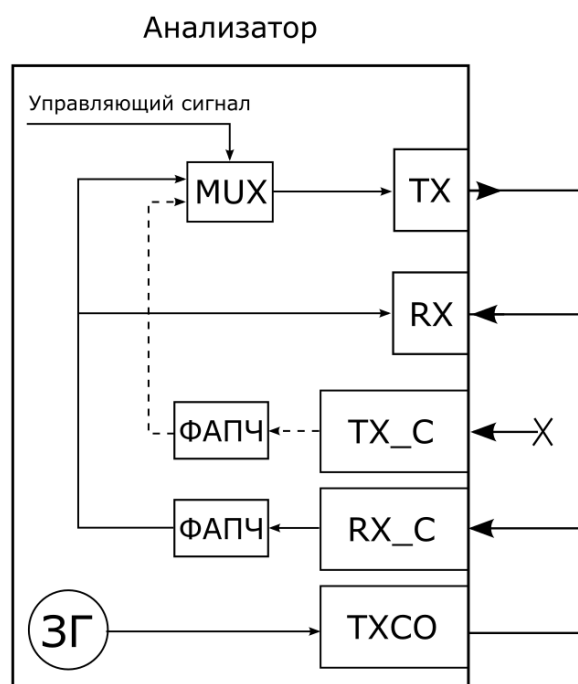 Анализатор
Управляющий сигнал
MUX
TX
RX
ФАПЧ
TX_C
X
ФАПЧ
RX_C
ЗГ
TXCO